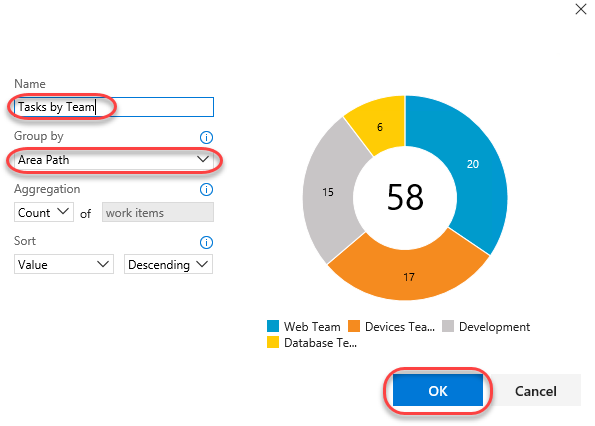 Name
Tasks by Team
Group by
Area Path
Aggregation
Count of work items
Sort
Value Descending
20
17
15
6
58
Web Team Devices Tea... Development
Database Te...
OK Cancel